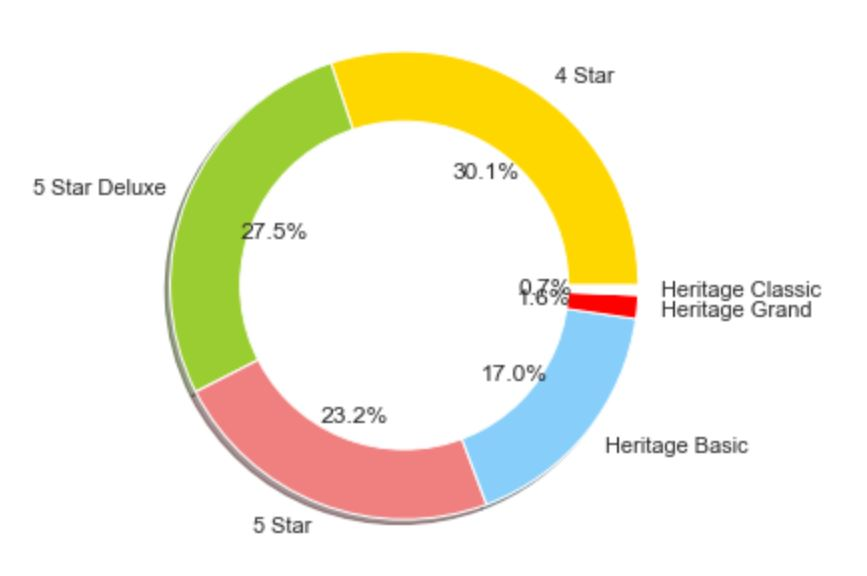 4 Star
30.1%
5 Star Deluxe
27.5%
0.7%
Heritage Classic
1.6%
Heritage Grand
17.0%
23.2%
Heritage Basic
5 Star